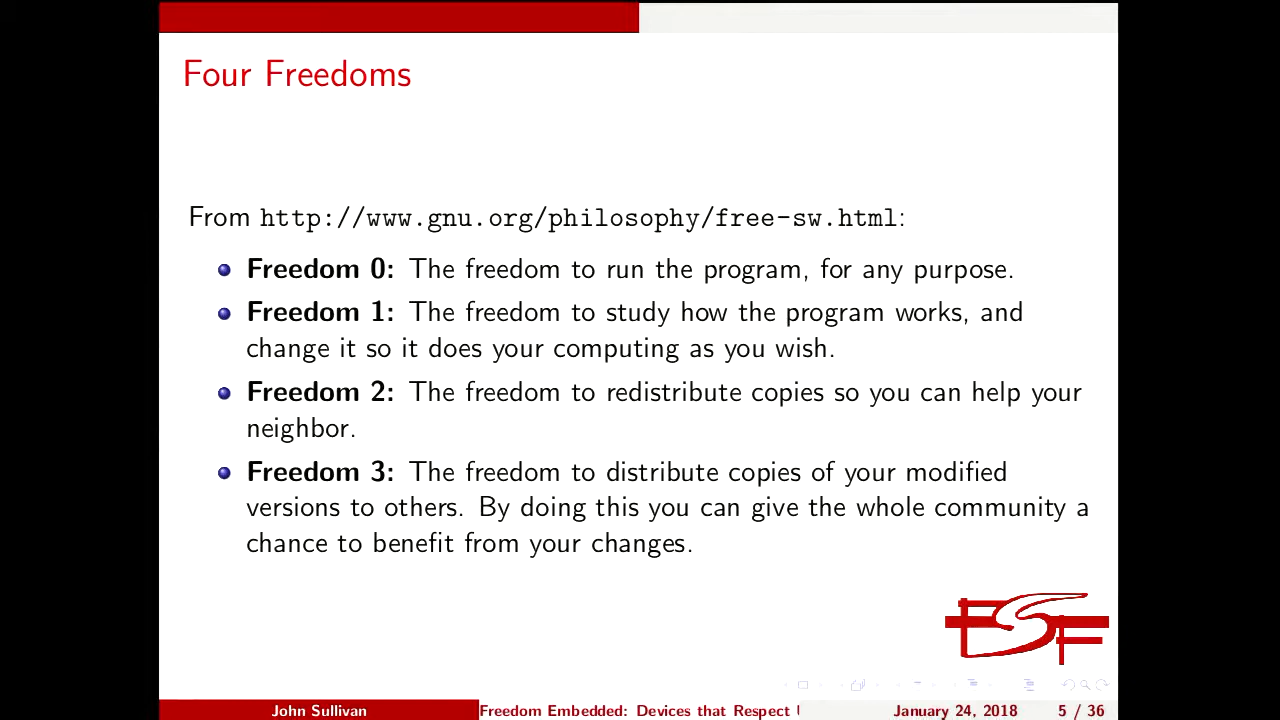 Four Freedoms
From http://www.gnu.org/philosophy/free-sw.html:
Freedom 0: The freedom to run the program, for any purpose.
Freedom 1: The freedom to study how the program works, and
change it so it does your computing as you wish.
Freedom 2: The freedom to redistribute copies so you can help your
neighbor.
Freedom 3: The freedom to distribute copies of your modified
versions to others. By doing this you can give the whole community a
chance to benefit from your changes.
FSF
John Sullivan Freedom Embedded: Devices that Respect January 24, 2018 5 / 36